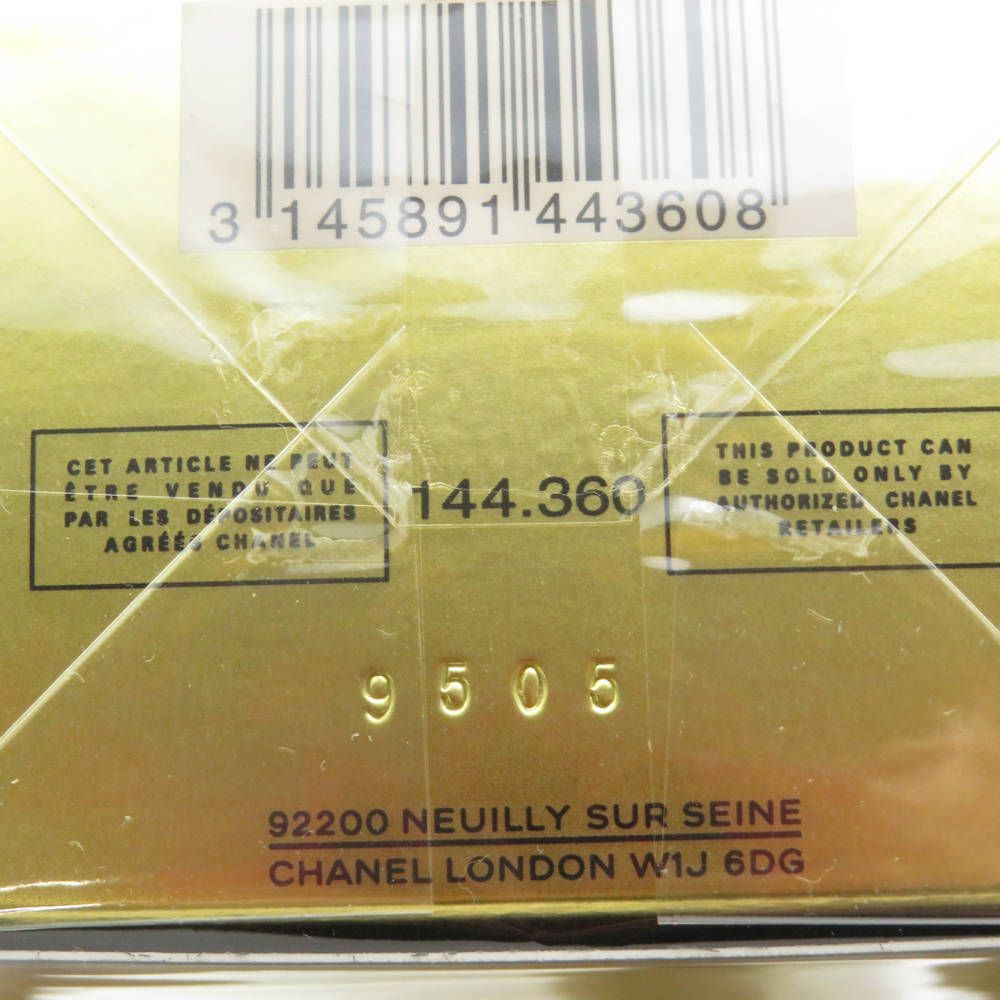 3 145891 443608
CET ARTICLE NE PEUT
ÊTRE VENDU QUE
PAR LES DÉPOSITAIRES
AGRÉÉS CHANEL
144.360
THIS PRODUCT CAN
BE SOLD ONLY BY
AUTHORIZED CHANEL
RETAILERS
9505
92200 NEUILLY SUR SEINE
CHANEL LONDON W1J 6DG